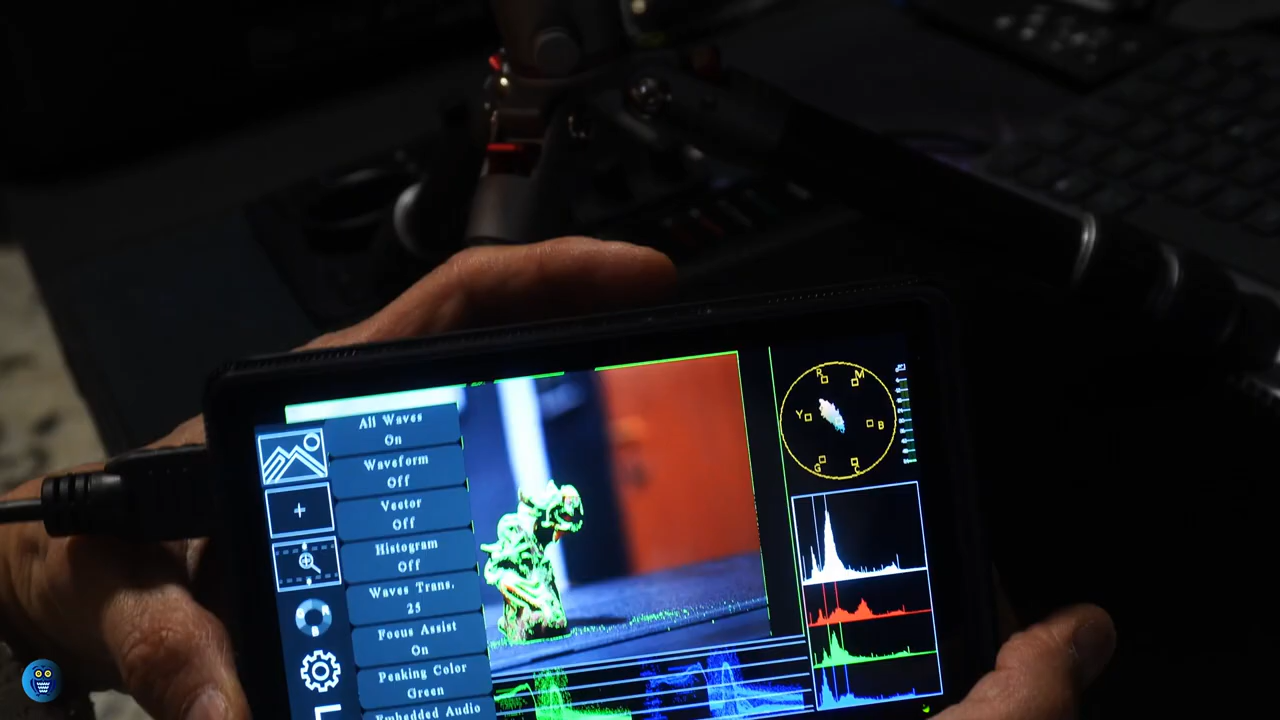 All Waves
On
Waveform
Off
Vector
Off
Histogram
Off
Waves Trans.
25
Focus Assist
On
Peaking Color
Green
Embedded Audio
R
M
Y
B
G
C